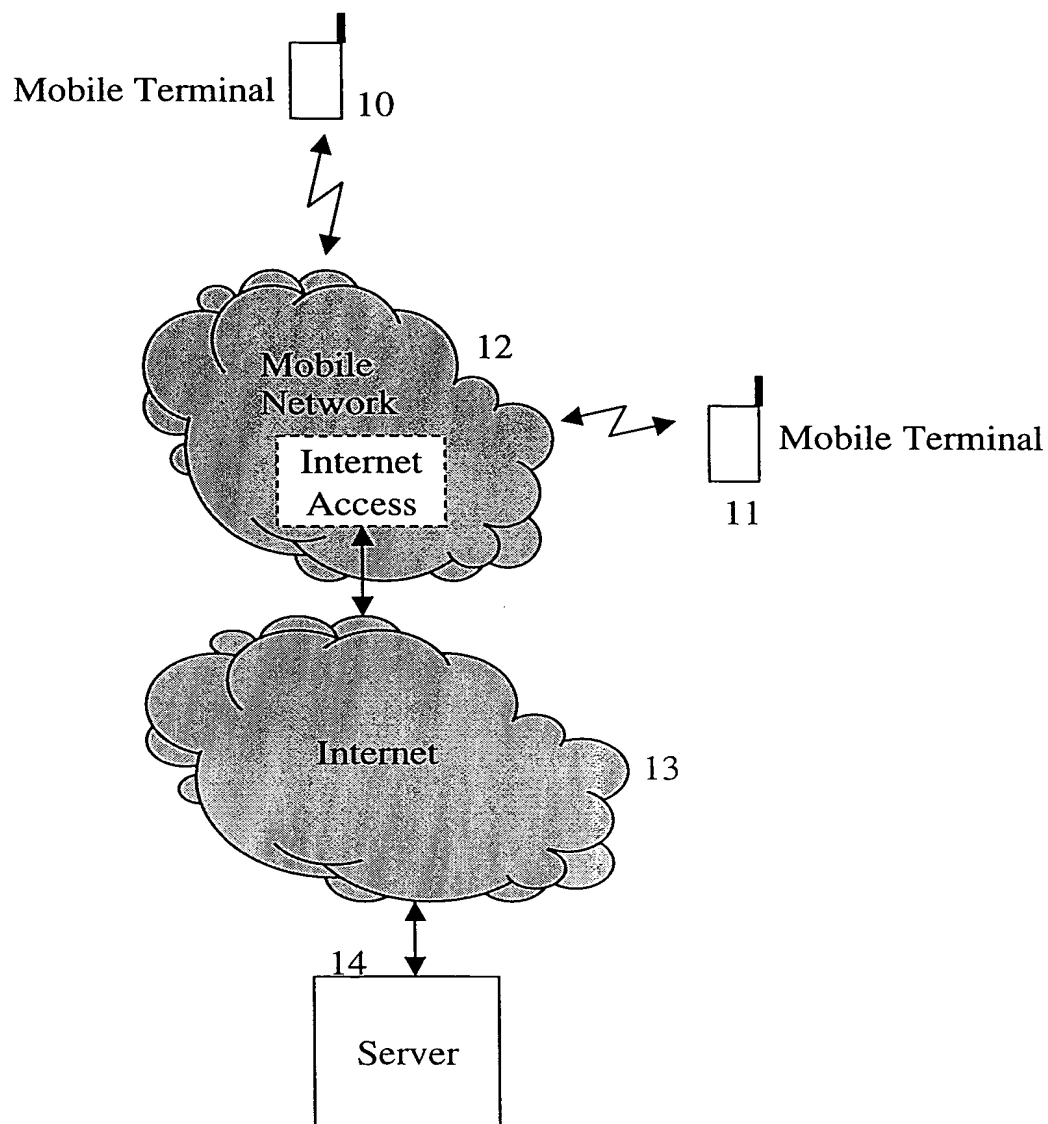 Mobile Terminal
10
12
Mobile
Network
Internet
Access
Mobile Terminal
11
Internet
13
14
Server